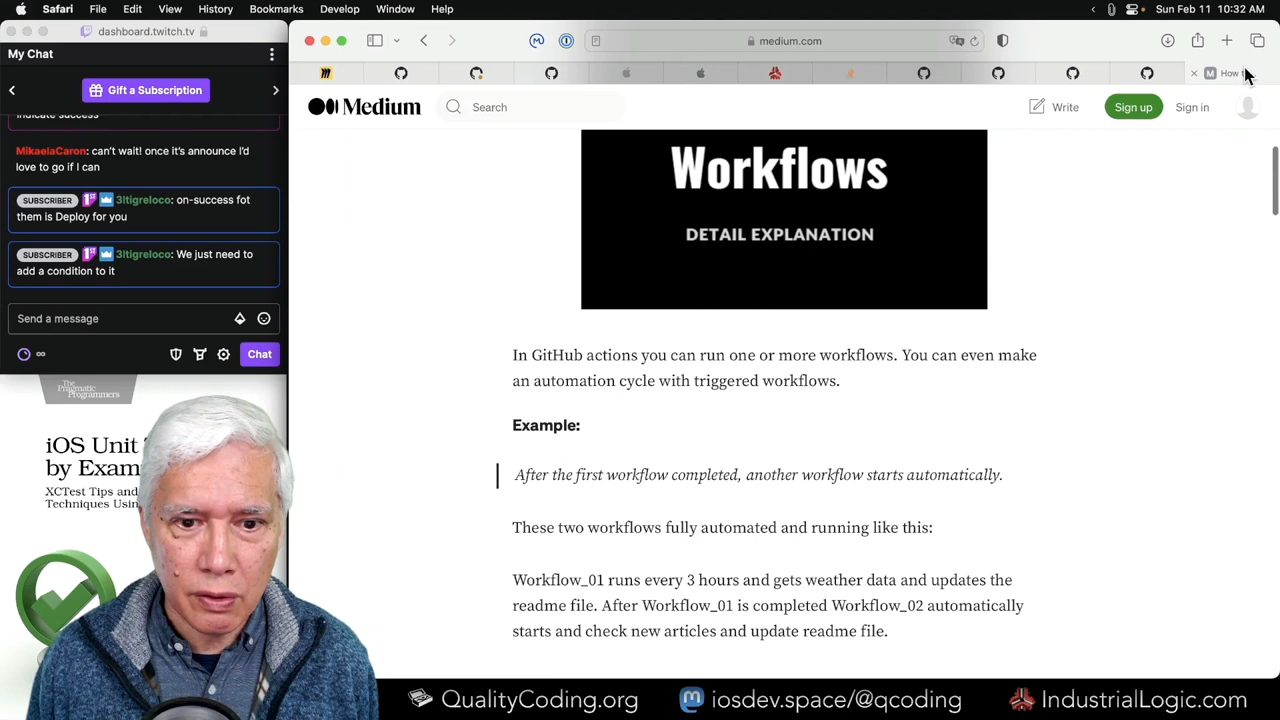 Safari File Edit View History Bookmarks Develop Window Help
Sun Feb 11 10:32 AM
dashboard.twitch.tv
My Chat
Gift a Subscription
indicate success
MikaelaCaron: can't wait! once it's announce I'd
love to go if I can
SUBSCRIBER 3ltigreloco: on-success fot
them is Deploy for you
SUBSCRIBER 3ltigreloco: We just need to
add a condition to it
Send a message
Chat
The
Pragmatic
Programmers
iOS Unit
by Exam
XCTest Tips and
Techniques Usin
medium.com
How
Medium
Search
Write
Sign up
Sign in
Workflows
DETAIL EXPLANATION
In GitHub actions you can run one or more workflows. You can even make
an automation cycle with triggered workflows.
Example:
After the first workflow completed, another workflow starts automatically.
These two workflows fully automated and running like this:
Workflow_01 runs every 3 hours and gets weather data and updates the
readme file. After Workflow_01 is completed Workflow_02 automatically
starts and check new articles and update readme file.
QualityCoding.org
iosdev.space/@qcoding
IndustrialLogic.com